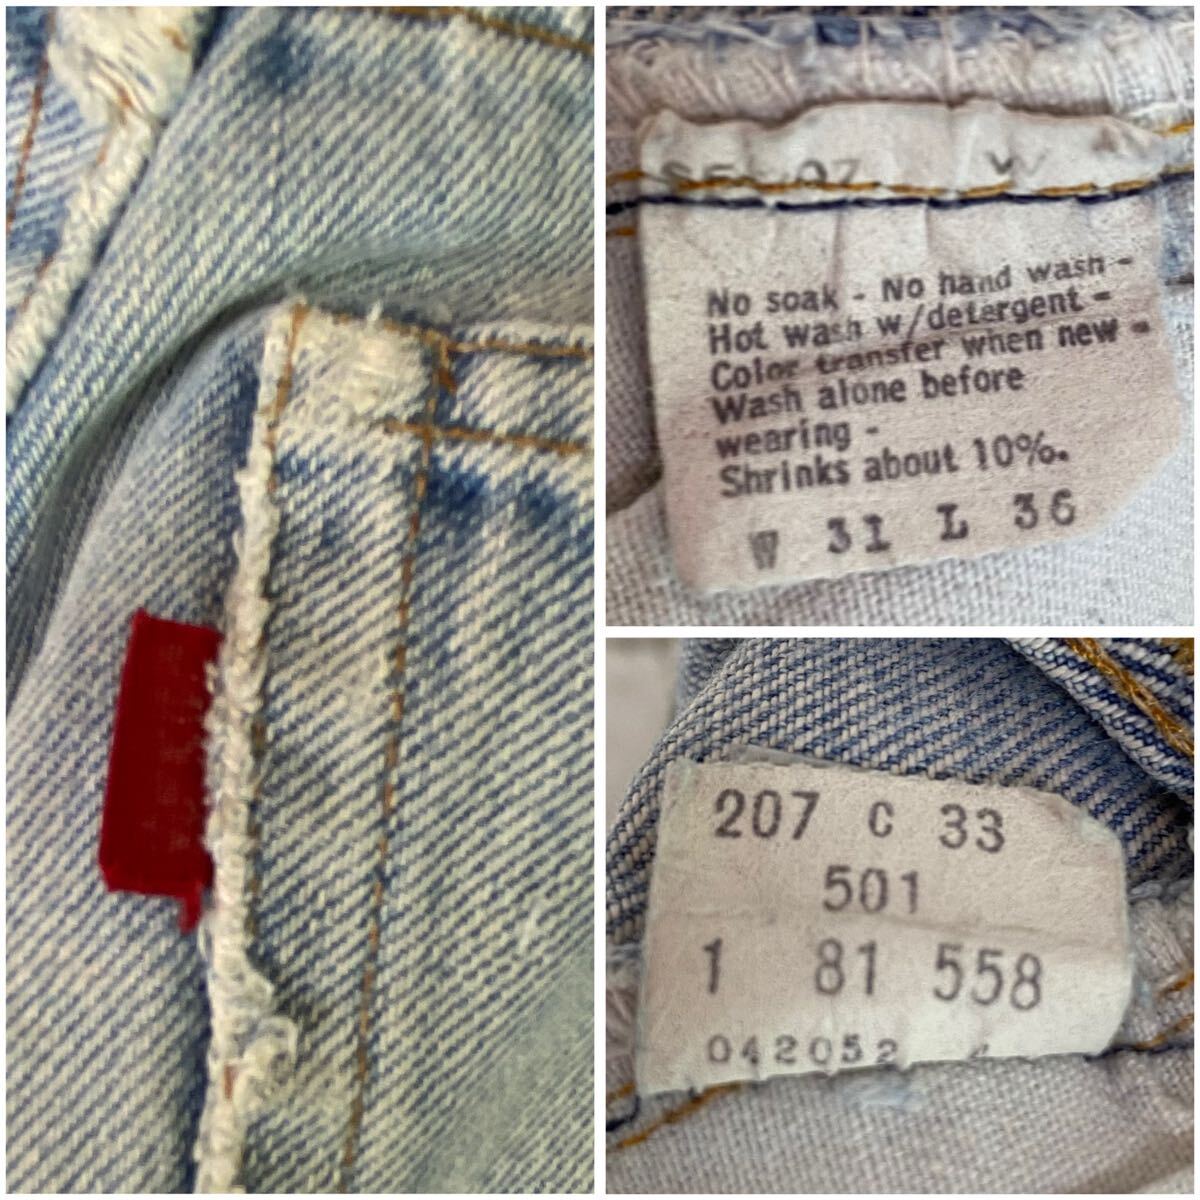 No soak - No hand wash -
Hot wash w/detergent -
Color transfer when new -
Wash alone before
wearing -
Shrinks about 10%.
W 31 L 36
207 C 33
501
1 81 558
042052